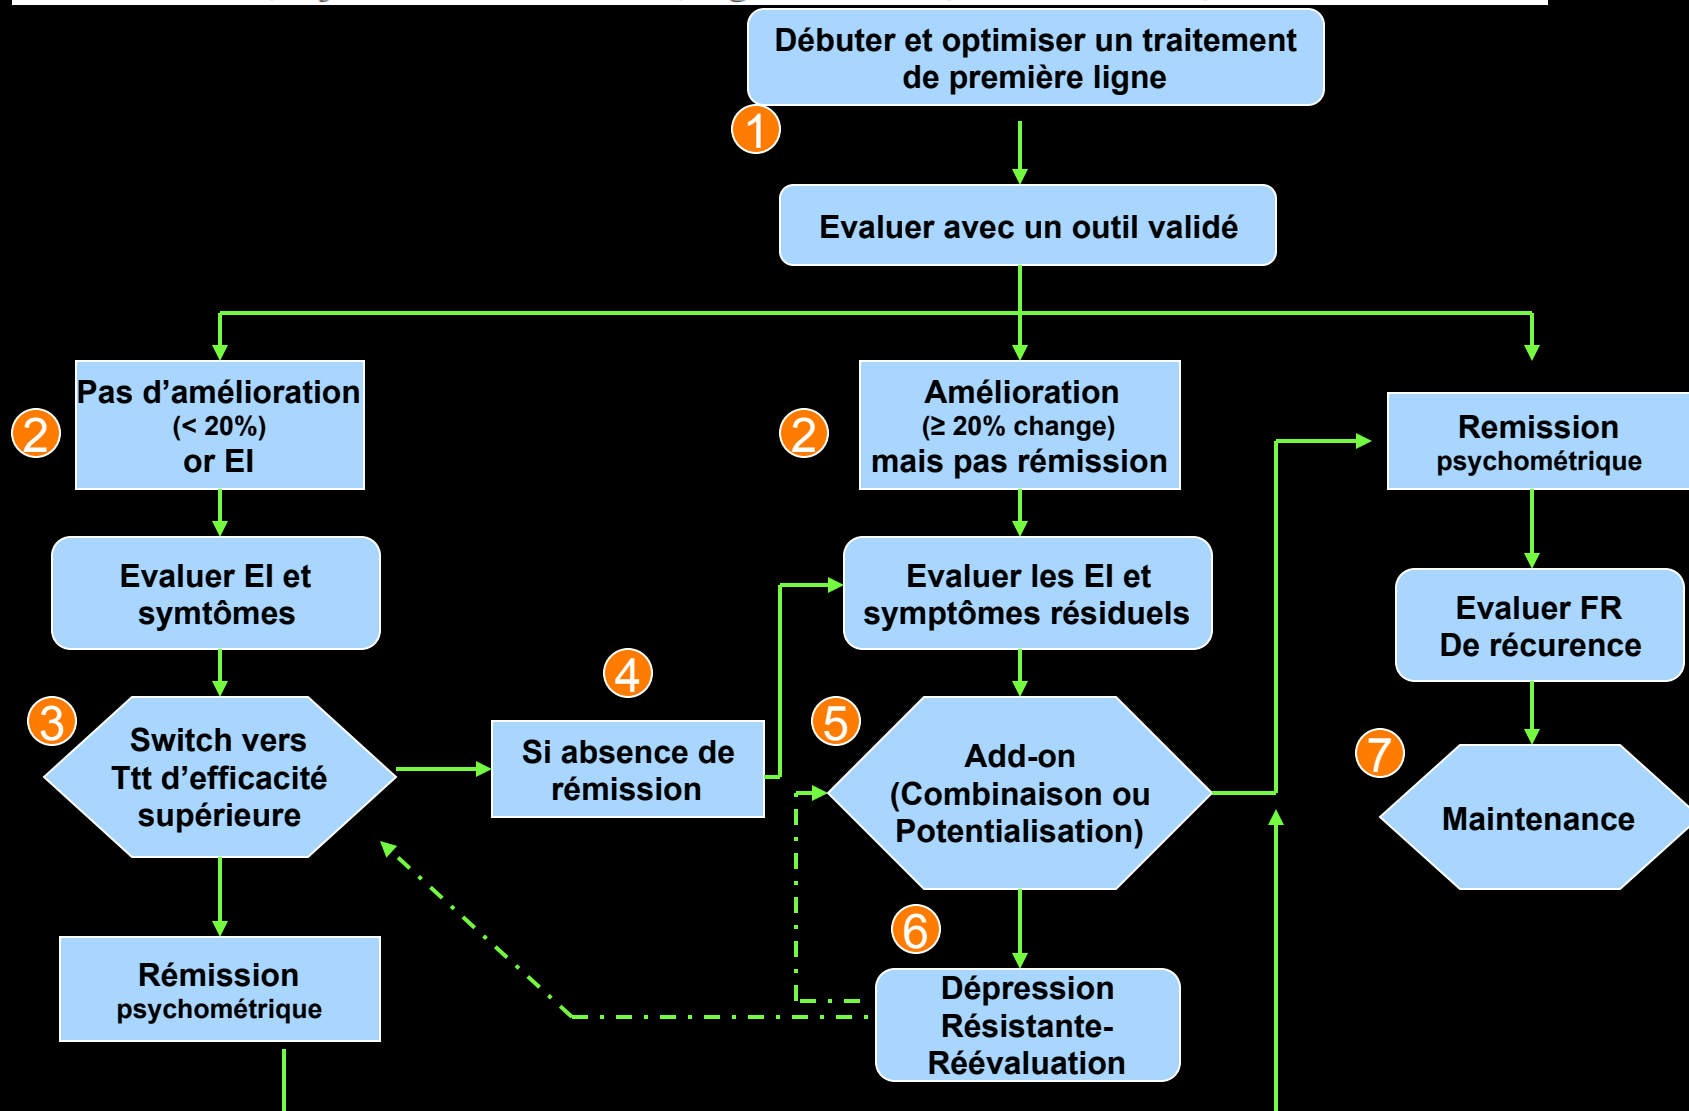 Débuter et optimiser un traitement
de première ligne
1
Evaluer avec un outil validé
Pas d’amélioration
(< 20%)
or EI
2
Amélioration
(≥ 20% change)
mais pas rémission
2
Remission
psychométrique
Evaluer EI et
symtômes
Evaluer les EI et
symptômes résiduels
Evaluer FR
De récurence
4
3
Switch vers
Ttt d’efficacité
supérieure
Si absence de
rémission
5
Add-on
(Combinaison ou
Potentialisation)
7
Maintenance
6
Rémission
psychométrique
Dépression
Résistante-
Réévaluation